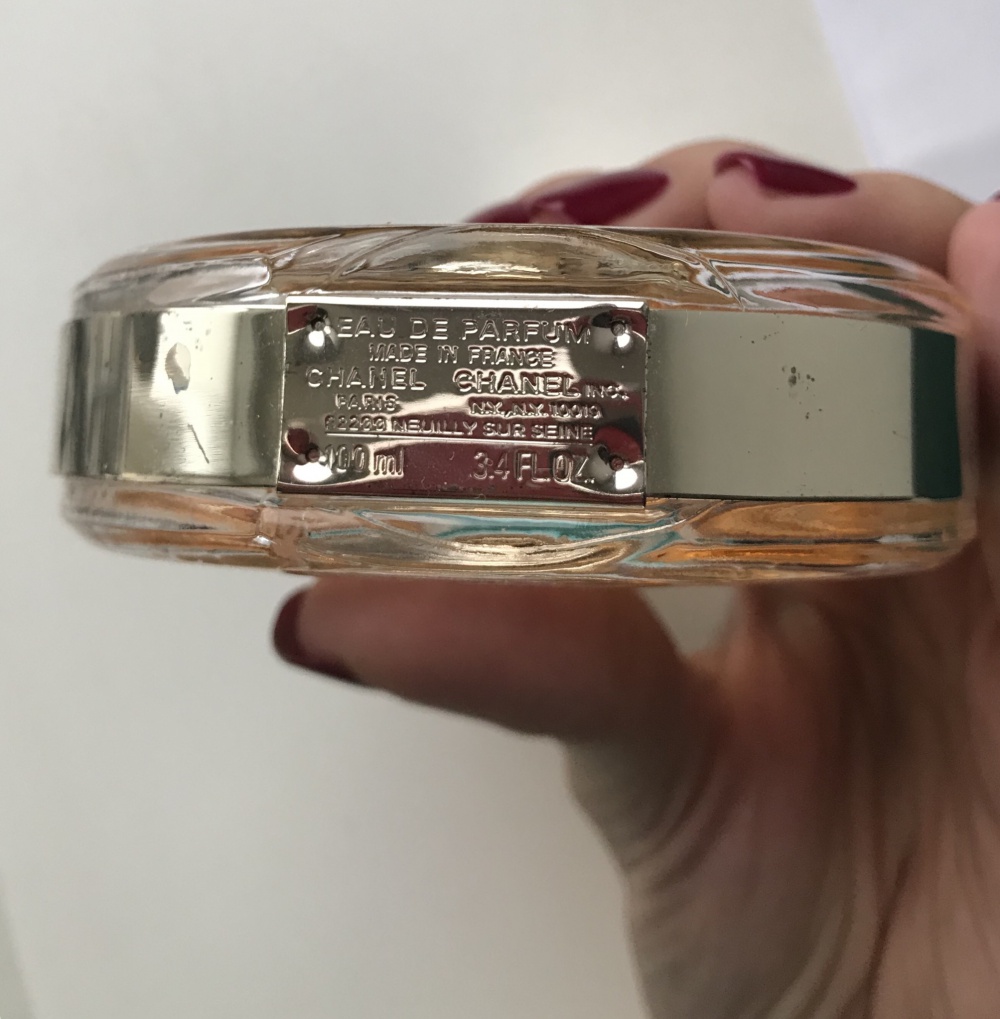 EAU DE PARFUM
MADE IN FRANCE
CHANEL CHANEL INC.
PARIS N.Y., N.Y. 10019
92200 NEUILLY SUR SEINE
100 ml 3.4 FL. OZ.